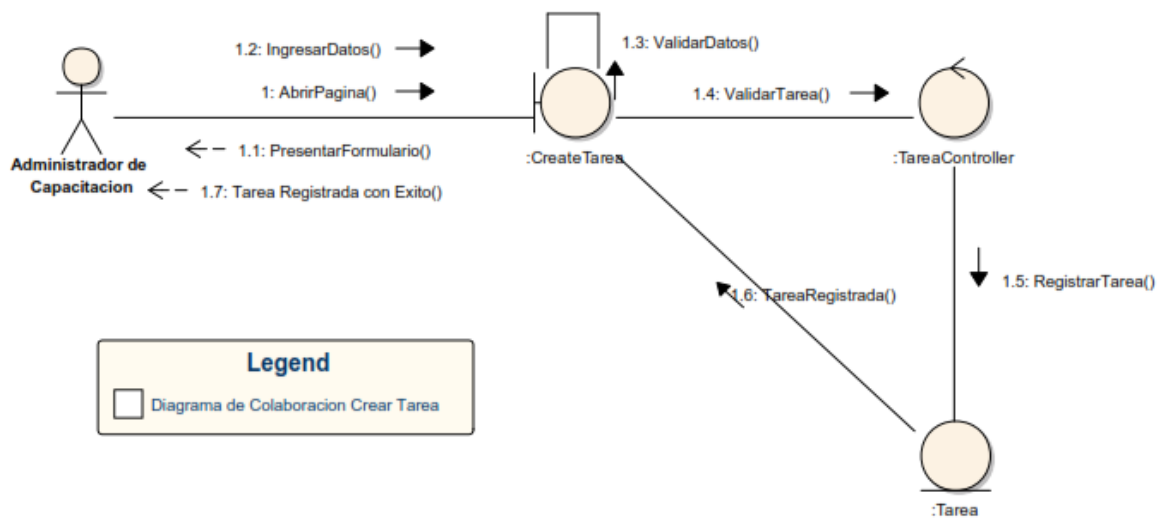 1.2: IngresarDatos()
1.3: ValidarDatos()
1: AbrirPagina()
1.4: ValidarTarea()
1.1: PresentarFormulario()
:CreateTarea
:TareaController
Administrador de
Capacitacion
1.7: Tarea Registrada con Exito()
1.5: RegistrarTarea()
1.6: TareaRegistrada()
Legend
Diagrama de Colaboracion Crear Tarea
:Tarea